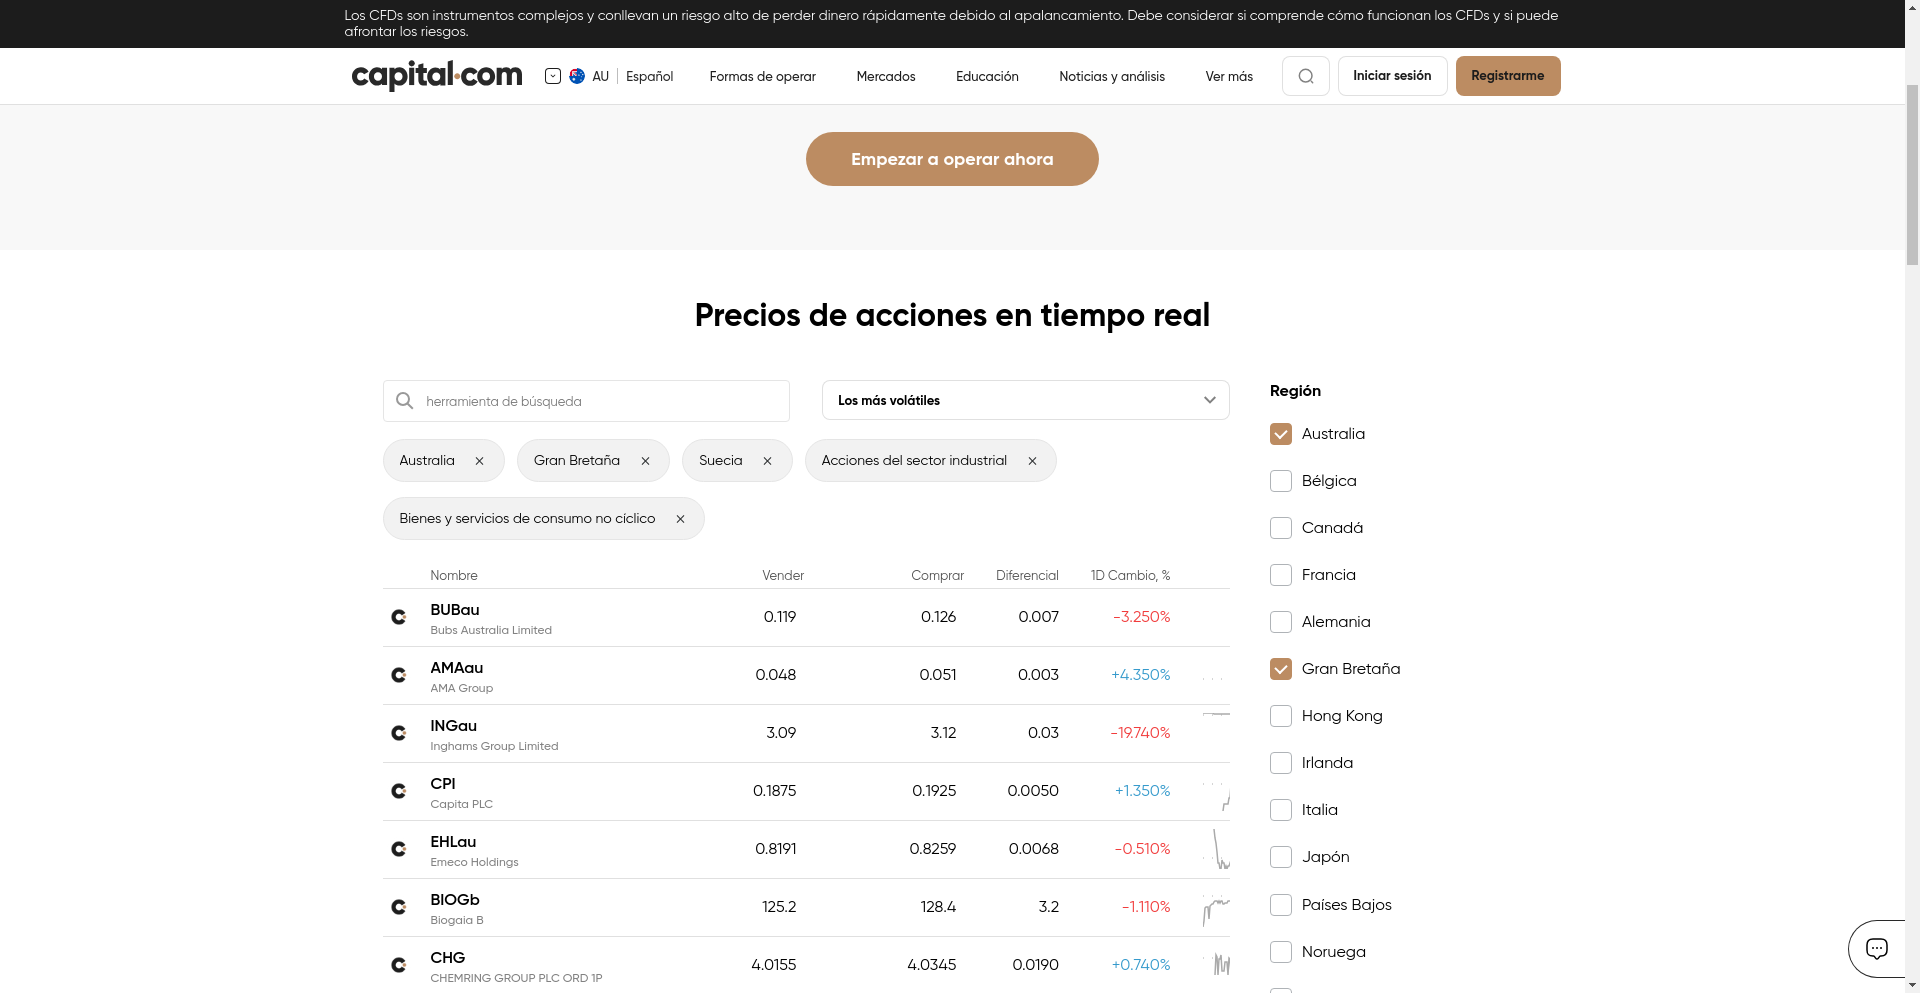 Los CFDs son instrumentos complejos y conllevan un riesgo alto de perder dinero rápidamente debido al apalancamiento. Debe considerar si comprende cómo funcionan los CFDs y si puede
afrontar los riesgos.
capital.com
AU Español Formas de operar Mercados Educación Noticias y análisis Ver más Iniciar sesión Registrarme
Empezar a operar ahora
Precios de acciones en tiempo real
herramienta de búsqueda
Los más volátiles
Australia Gran Bretaña Suecia Acciones del sector industrial
Bienes y servicios de consumo no cíclico
Nombre Vender Comprar Diferencial 1D Cambio, %
BUBau 0.119 0.126 0.007 -3.250%
Bubs Australia Limited
AMAau 0.048 0.051 0.003 +4.350%
AMA Group
INGau 3.09 3.12 0.03 -19.740%
Inghams Group Limited
CPI 0.1875 0.1925 0.0050 +1.350%
Capita PLC
EHLau 0.8191 0.8259 0.0068 -0.510%
Emeco Holdings
BIOGb 125.2 128.4 3.2 -1.110%
Biogaia B
CHG 4.0155 4.0345 0.0190 +0.740%
CHEMRING GROUP PLC ORD 1P
Región
Australia
Bélgica
Canadá
Francia
Alemania
Gran Bretaña
Hong Kong
Irlanda
Italia
Japón
Países Bajos
Noruega